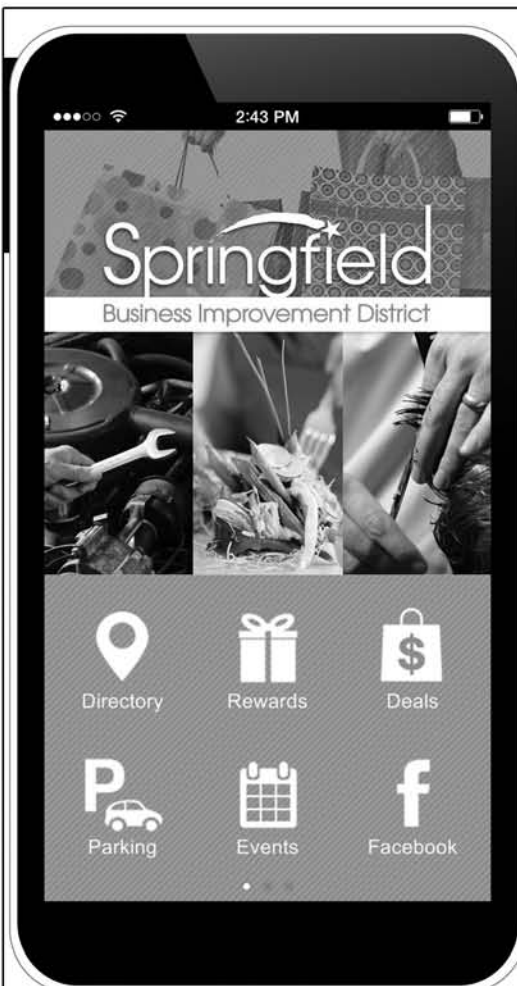 2:43 PM
Springfield
Business Improvement District
Directory
Rewards
Deals
$
P
Parking
Events
Facebook
f